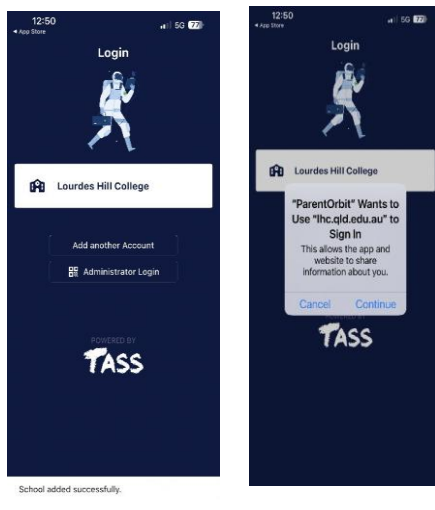 12:50
5G 77
◀ App Store
Login
Lourdes Hill College
Add another Account
Administrator Login
POWERED BY
TASS
School added successfully.
12:50
5G 77
◀ App Store
Login
Lourdes Hill College
"ParentOrbit" Wants to
Use "lhc.qld.edu.au" to
Sign In
This allows the app and
website to share
information about you.
Cancel Continue
TASS